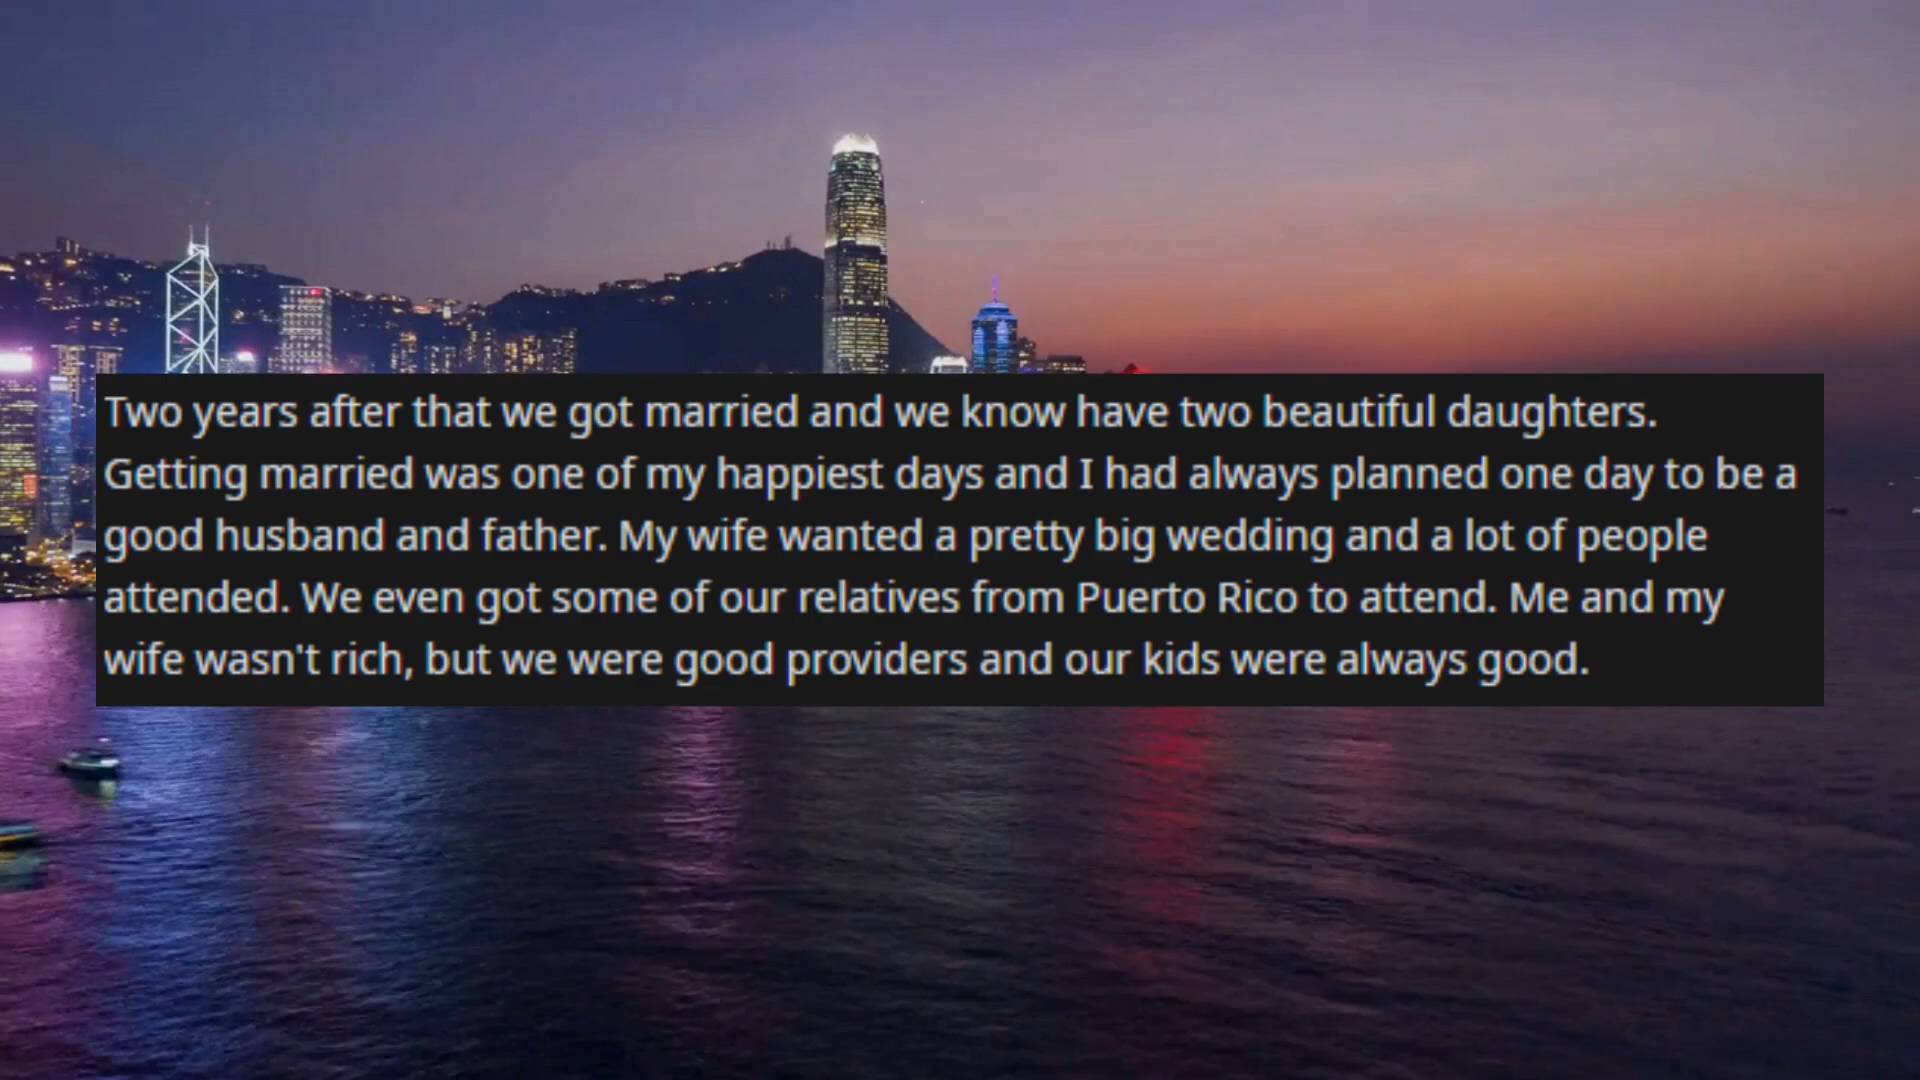 Two years after that we got married and we know have two beautiful daughters.
Getting married was one of my happiest days and I had always planned one day to be a
good husband and father. My wife wanted a pretty big wedding and a lot of people
attended. We even got some of our relatives from Puerto Rico to attend. Me and my
wife wasn't rich, but we were good providers and our kids were always good.